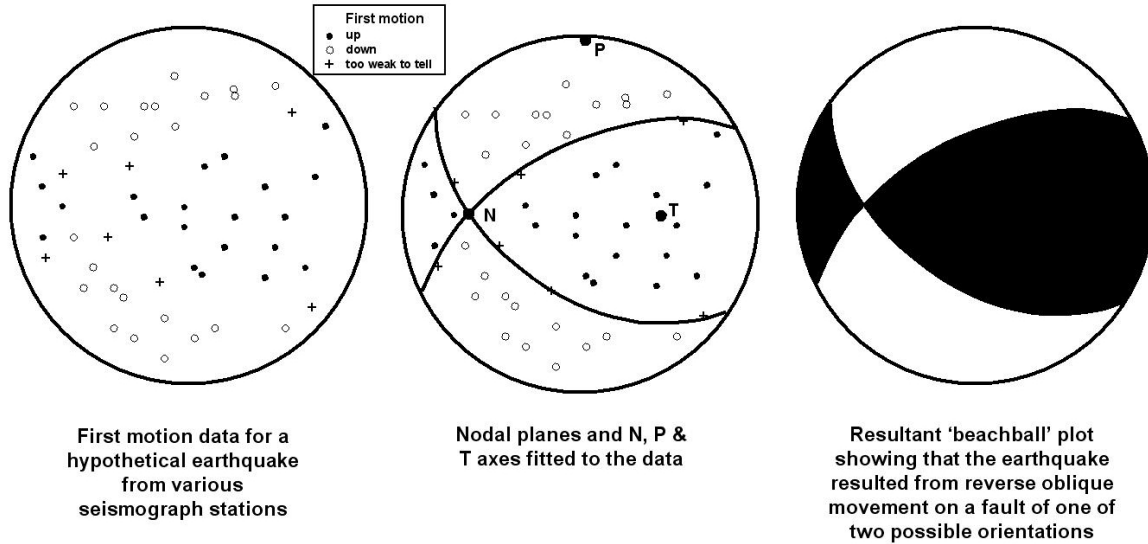 First motion
up
down
too weak to tell
P
N
T
First motion data for a
hypothetical earthquake
from various
seismograph stations
Nodal planes and N, P &
T axes fitted to the data
Resultant ‘beachball’ plot
showing that the earthquake
resulted from reverse oblique
movement on a fault of one of
two possible orientations